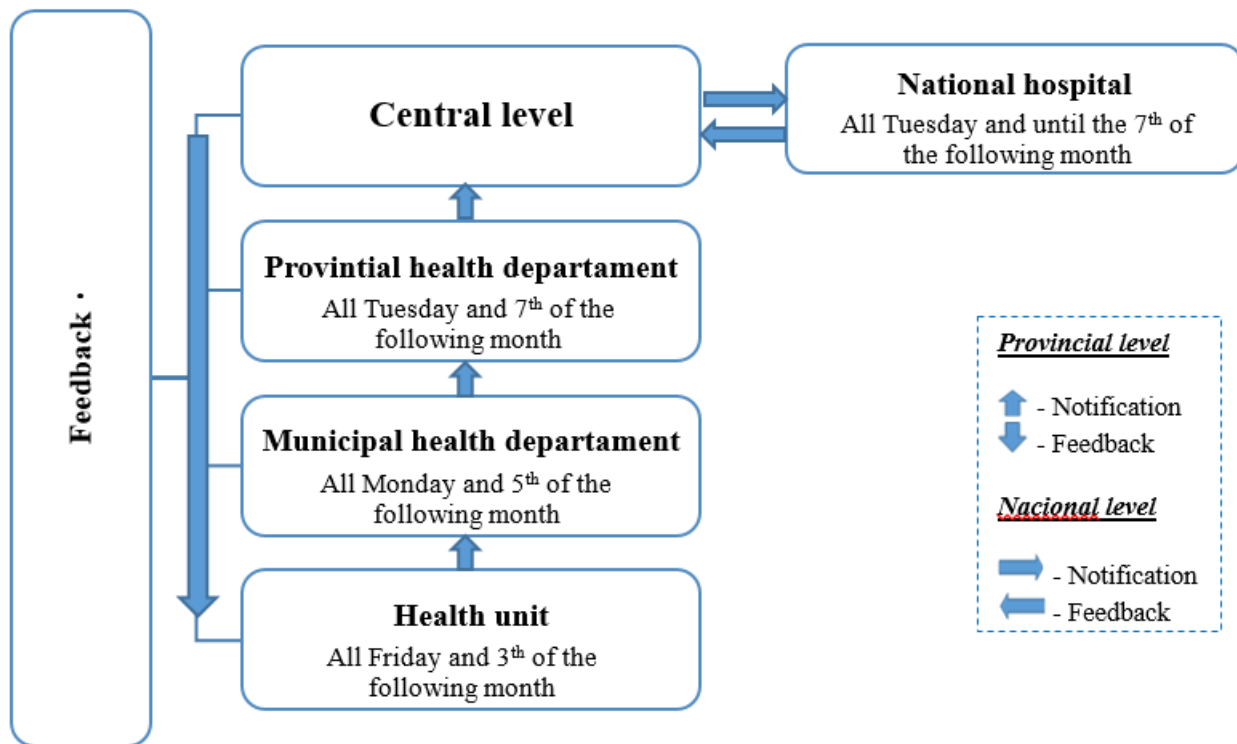 Feedback .
Central level
National hospital
All Tuesday and until the 7th of
the following month
Provintial health departament
All Tuesday and 7th of the
following month
Municipal health departament
All Monday and 5th of the
following month
Health unit
All Friday and 3th of the
following month
Provincial level
- Notification
- Feedback
Nacional level
- Notification
- Feedback